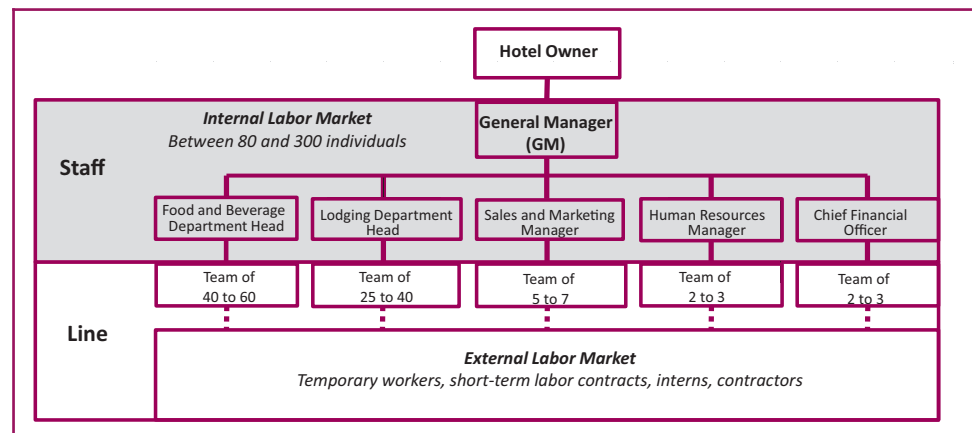 Hotel Owner
Internal Labor Market
Between 80 and 300 individuals
General Manager
(GM)
Staff
Food and Beverage
Department Head
Lodging Department
Head
Sales and Marketing
Manager
Human Resources
Manager
Chief Financial
Officer
Team of
40 to 60
Team of
25 to 40
Team of
5 to 7
Team of
2 to 3
Team of
2 to 3
Line
External Labor Market
Temporary workers, short-term labor contracts, interns, contractors